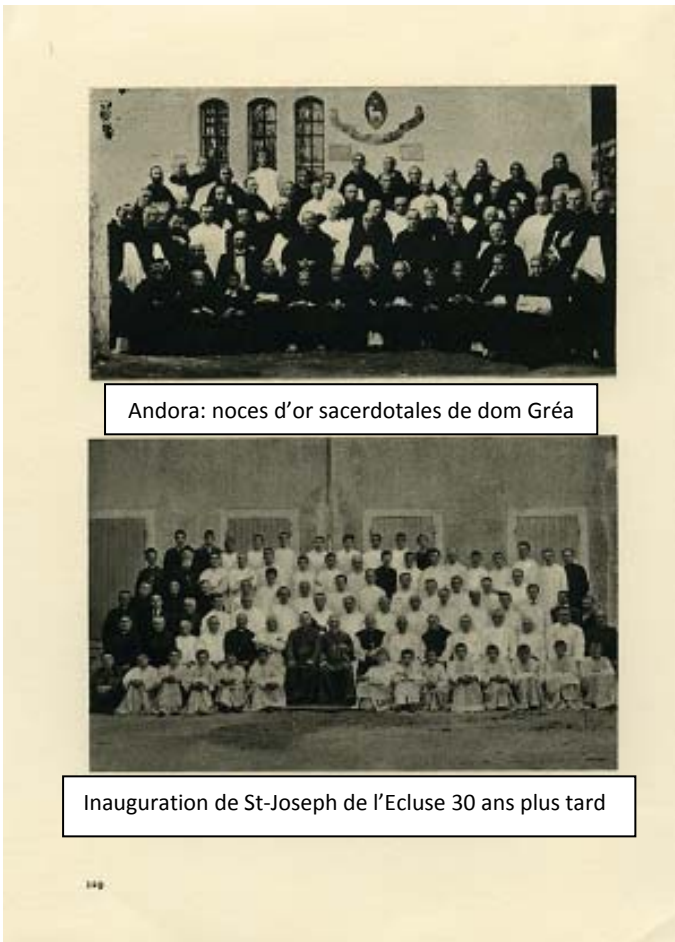 Andora: noces d’or sacerdotales de dom Gréa
Inauguration de St-Joseph de l’Ecluse 30 ans plus tard